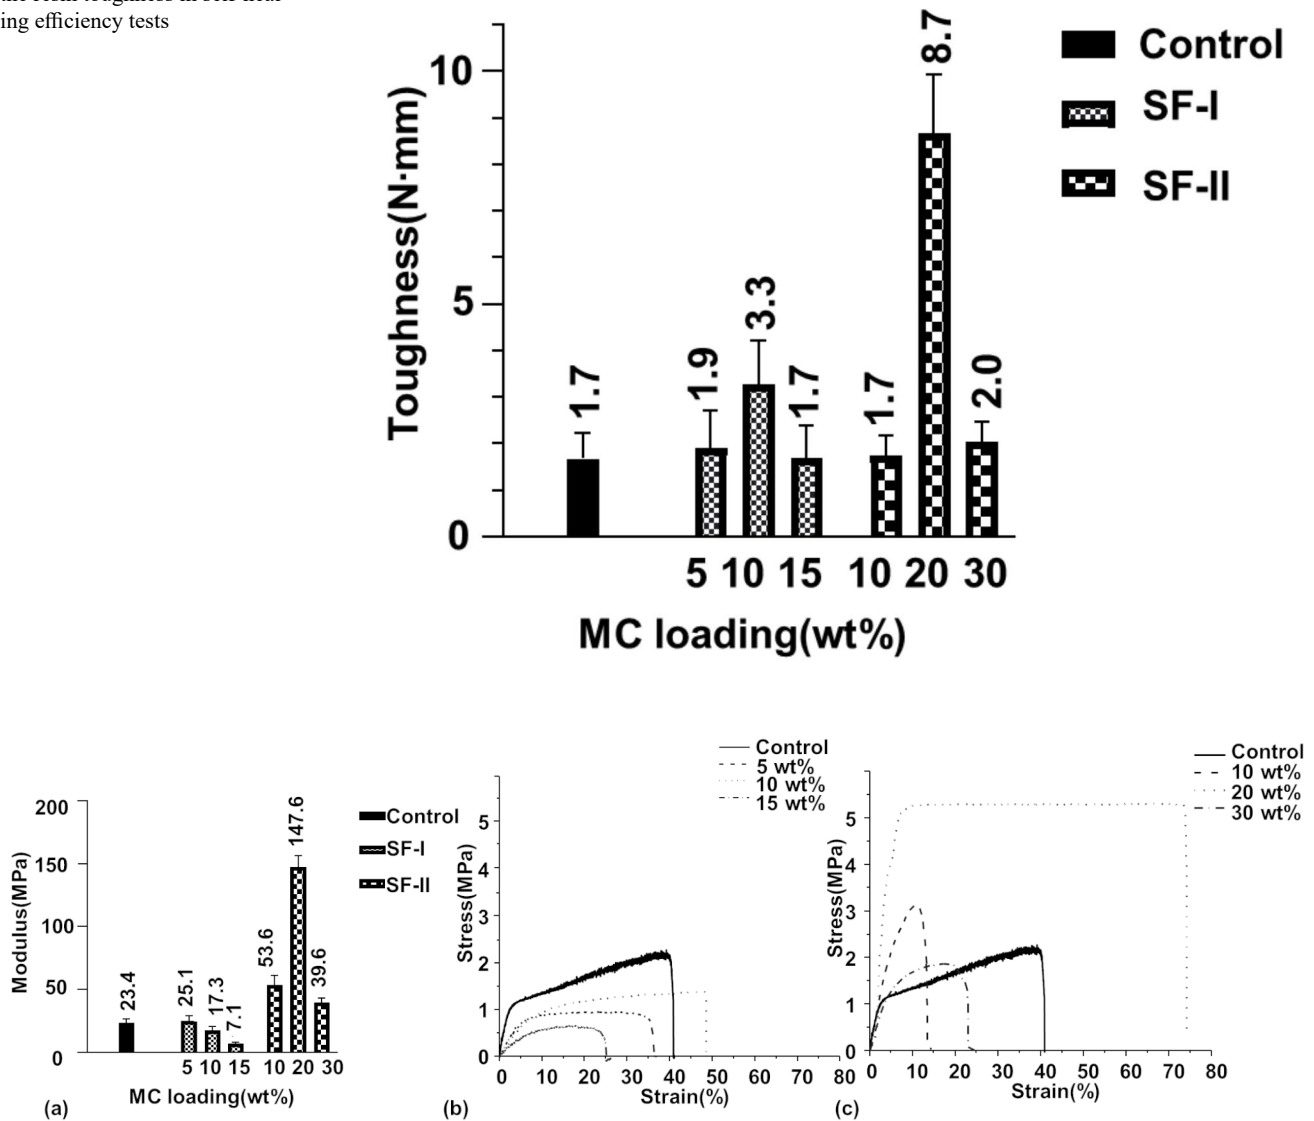 ing efficiency tests
Toughness(N·mm)
10
5
0
1.7
1.9
3.3
1.7
1.7
8.7
2.0
5 10 15 10 20 30
MC loading(wt%)
Control
SF-I
SF-II
Modulus(MPa)
200
150
100
50
0
23.4
25.1
17.3
7.1
53.6
147.6
39.6
5 10 15 10 20 30
MC loading(wt%)
Control
SF-I
SF-II
(a)
Control
5 wt%
10 wt%
15 wt%
Stress(MPa)
5
4
3
2
1
0
0 10 20 30 40 50 60 70 80
Strain(%)
(b)
Control
10 wt%
20 wt%
30 wt%
Stress(MPa)
5
4
3
2
1
0
0 10 20 30 40 50 60 70 80
Strain(%)
(c)